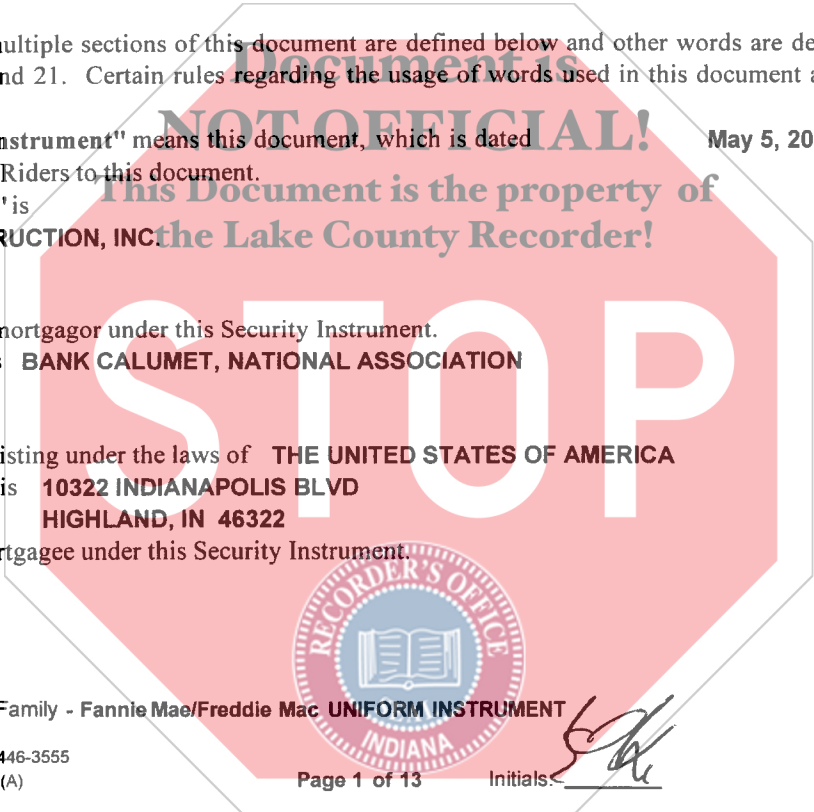 ultiple sections of this document are defined below and other words are de
nd 21. Certain rules regarding the usage of words used in this document a
Document is
NOT OFFICIAL!
nstrument" means this document, which is dated May 5, 20
Riders to this document.
This Document is the property of
" is
the Lake County Recorder!
RUCTION, INC.
nortgagor under this Security Instrument.
BANK CALUMET, NATIONAL ASSOCIATION
STOP
isting under the laws of THE UNITED STATES OF AMERICA
is 10322 INDIANAPOLIS BLVD
HIGHLAND, IN 46322
rtgagee under this Security Instrument.
RECORDER'S OFFICE
INDIANA
Family - Fannie Mae/Freddie Mac UNIFORM INSTRUMENT
446-3555
(A) Page 1 of 13 Initials: